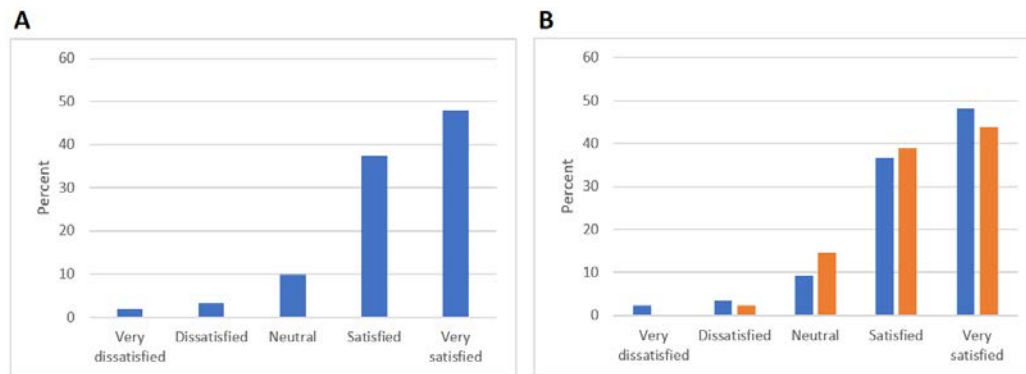 A
60
50
40
30
20
10
0
Percent
Very
dissatisfied
Dissatisfied
Neutral
Satisfied
Very
satisfied
B
60
50
40
30
20
10
0
Percent
Very
dissatisfied
Dissatisfied
Neutral
Satisfied
Very
satisfied